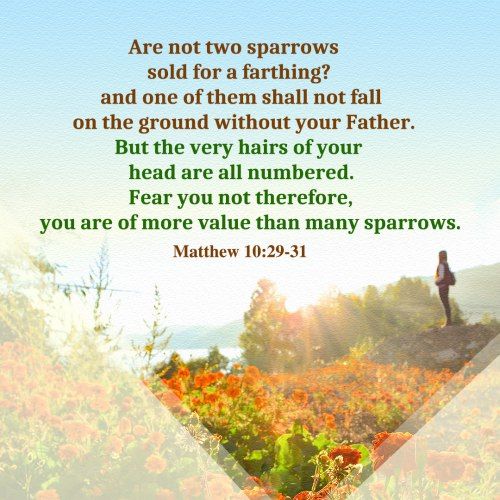 Are not two sparrows
sold for a farthing?
and one of them shall not fall
on the ground without your Father.
But the very hairs of your
head are all numbered.
Fear you not therefore,
you are of more value than many sparrows.
Matthew 10:29-31